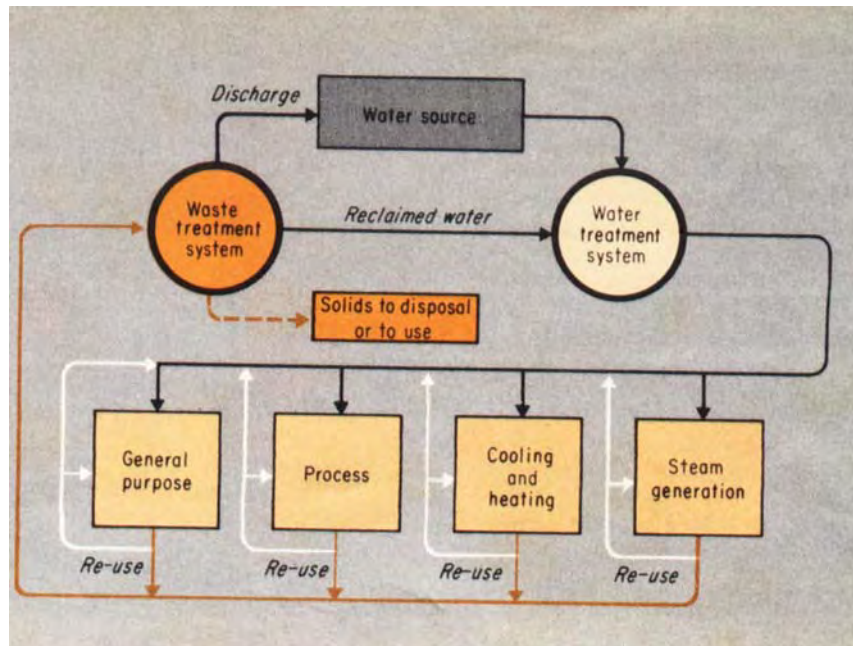 Discharge
Water source
Waste
treatment
system
Reclaimed water
Water
treatment
system
Solids to disposal
or to use
General
purpose
Process
Cooling
and
heating
Steam
generation
Re-use
Re-use
Re-use
Re-use